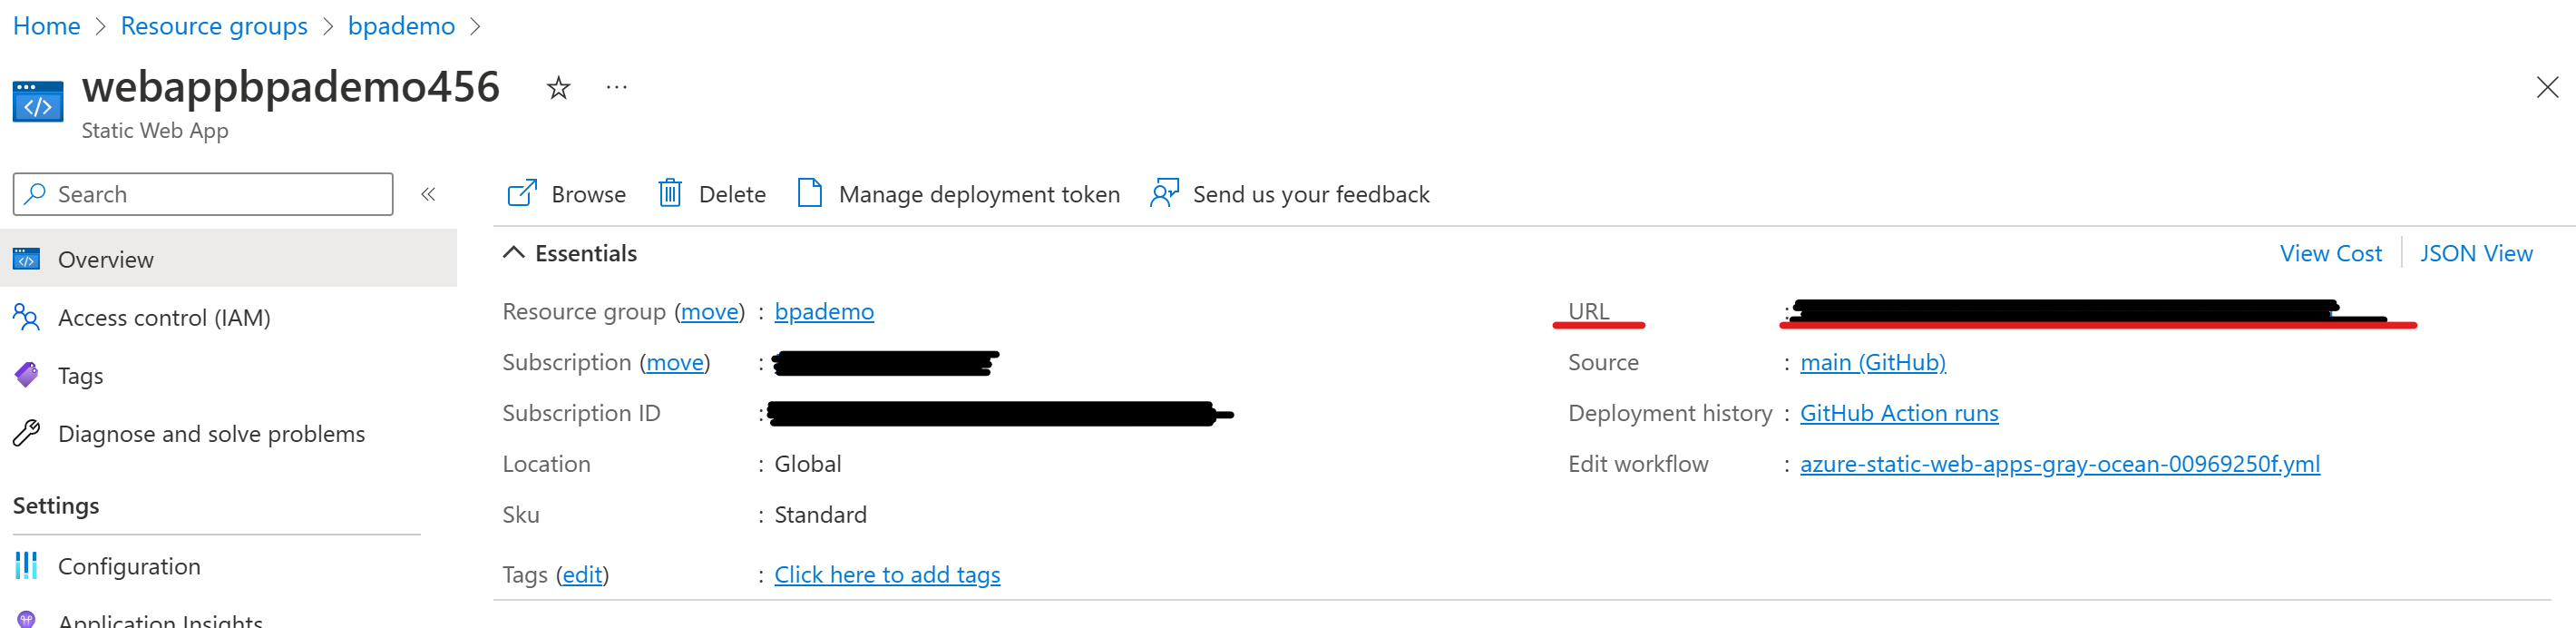 Home > Resource groups > bpademo >
webappbpademo456 ...
Static Web App
Search «
Browse Delete Manage deployment token Send us your feedback
Overview
Access control (IAM)
Tags
Diagnose and solve problems
Settings
Configuration
Application Insights
Essentials
View Cost | JSON View
Resource group (move) : bpademo
Subscription (move) :
Subscription ID :
Location : Global
Sku : Standard
Tags (edit) : Click here to add tags
URL :
Source : main (GitHub)
Deployment history : GitHub Action runs
Edit workflow : azure-static-web-apps-gray-ocean-00969250f.yml